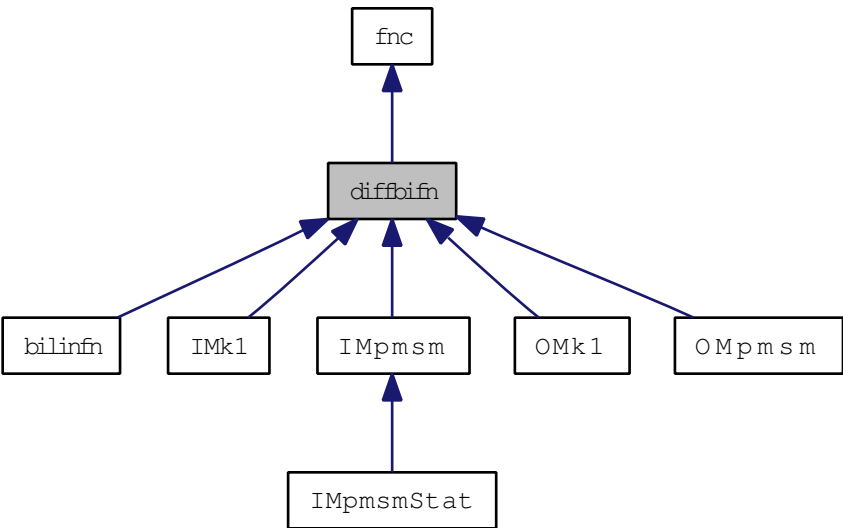 fnc
diffbifn
bilinfn
IMk1
IMpmsm
OMk1
OMpmsm
IMpmsmStat